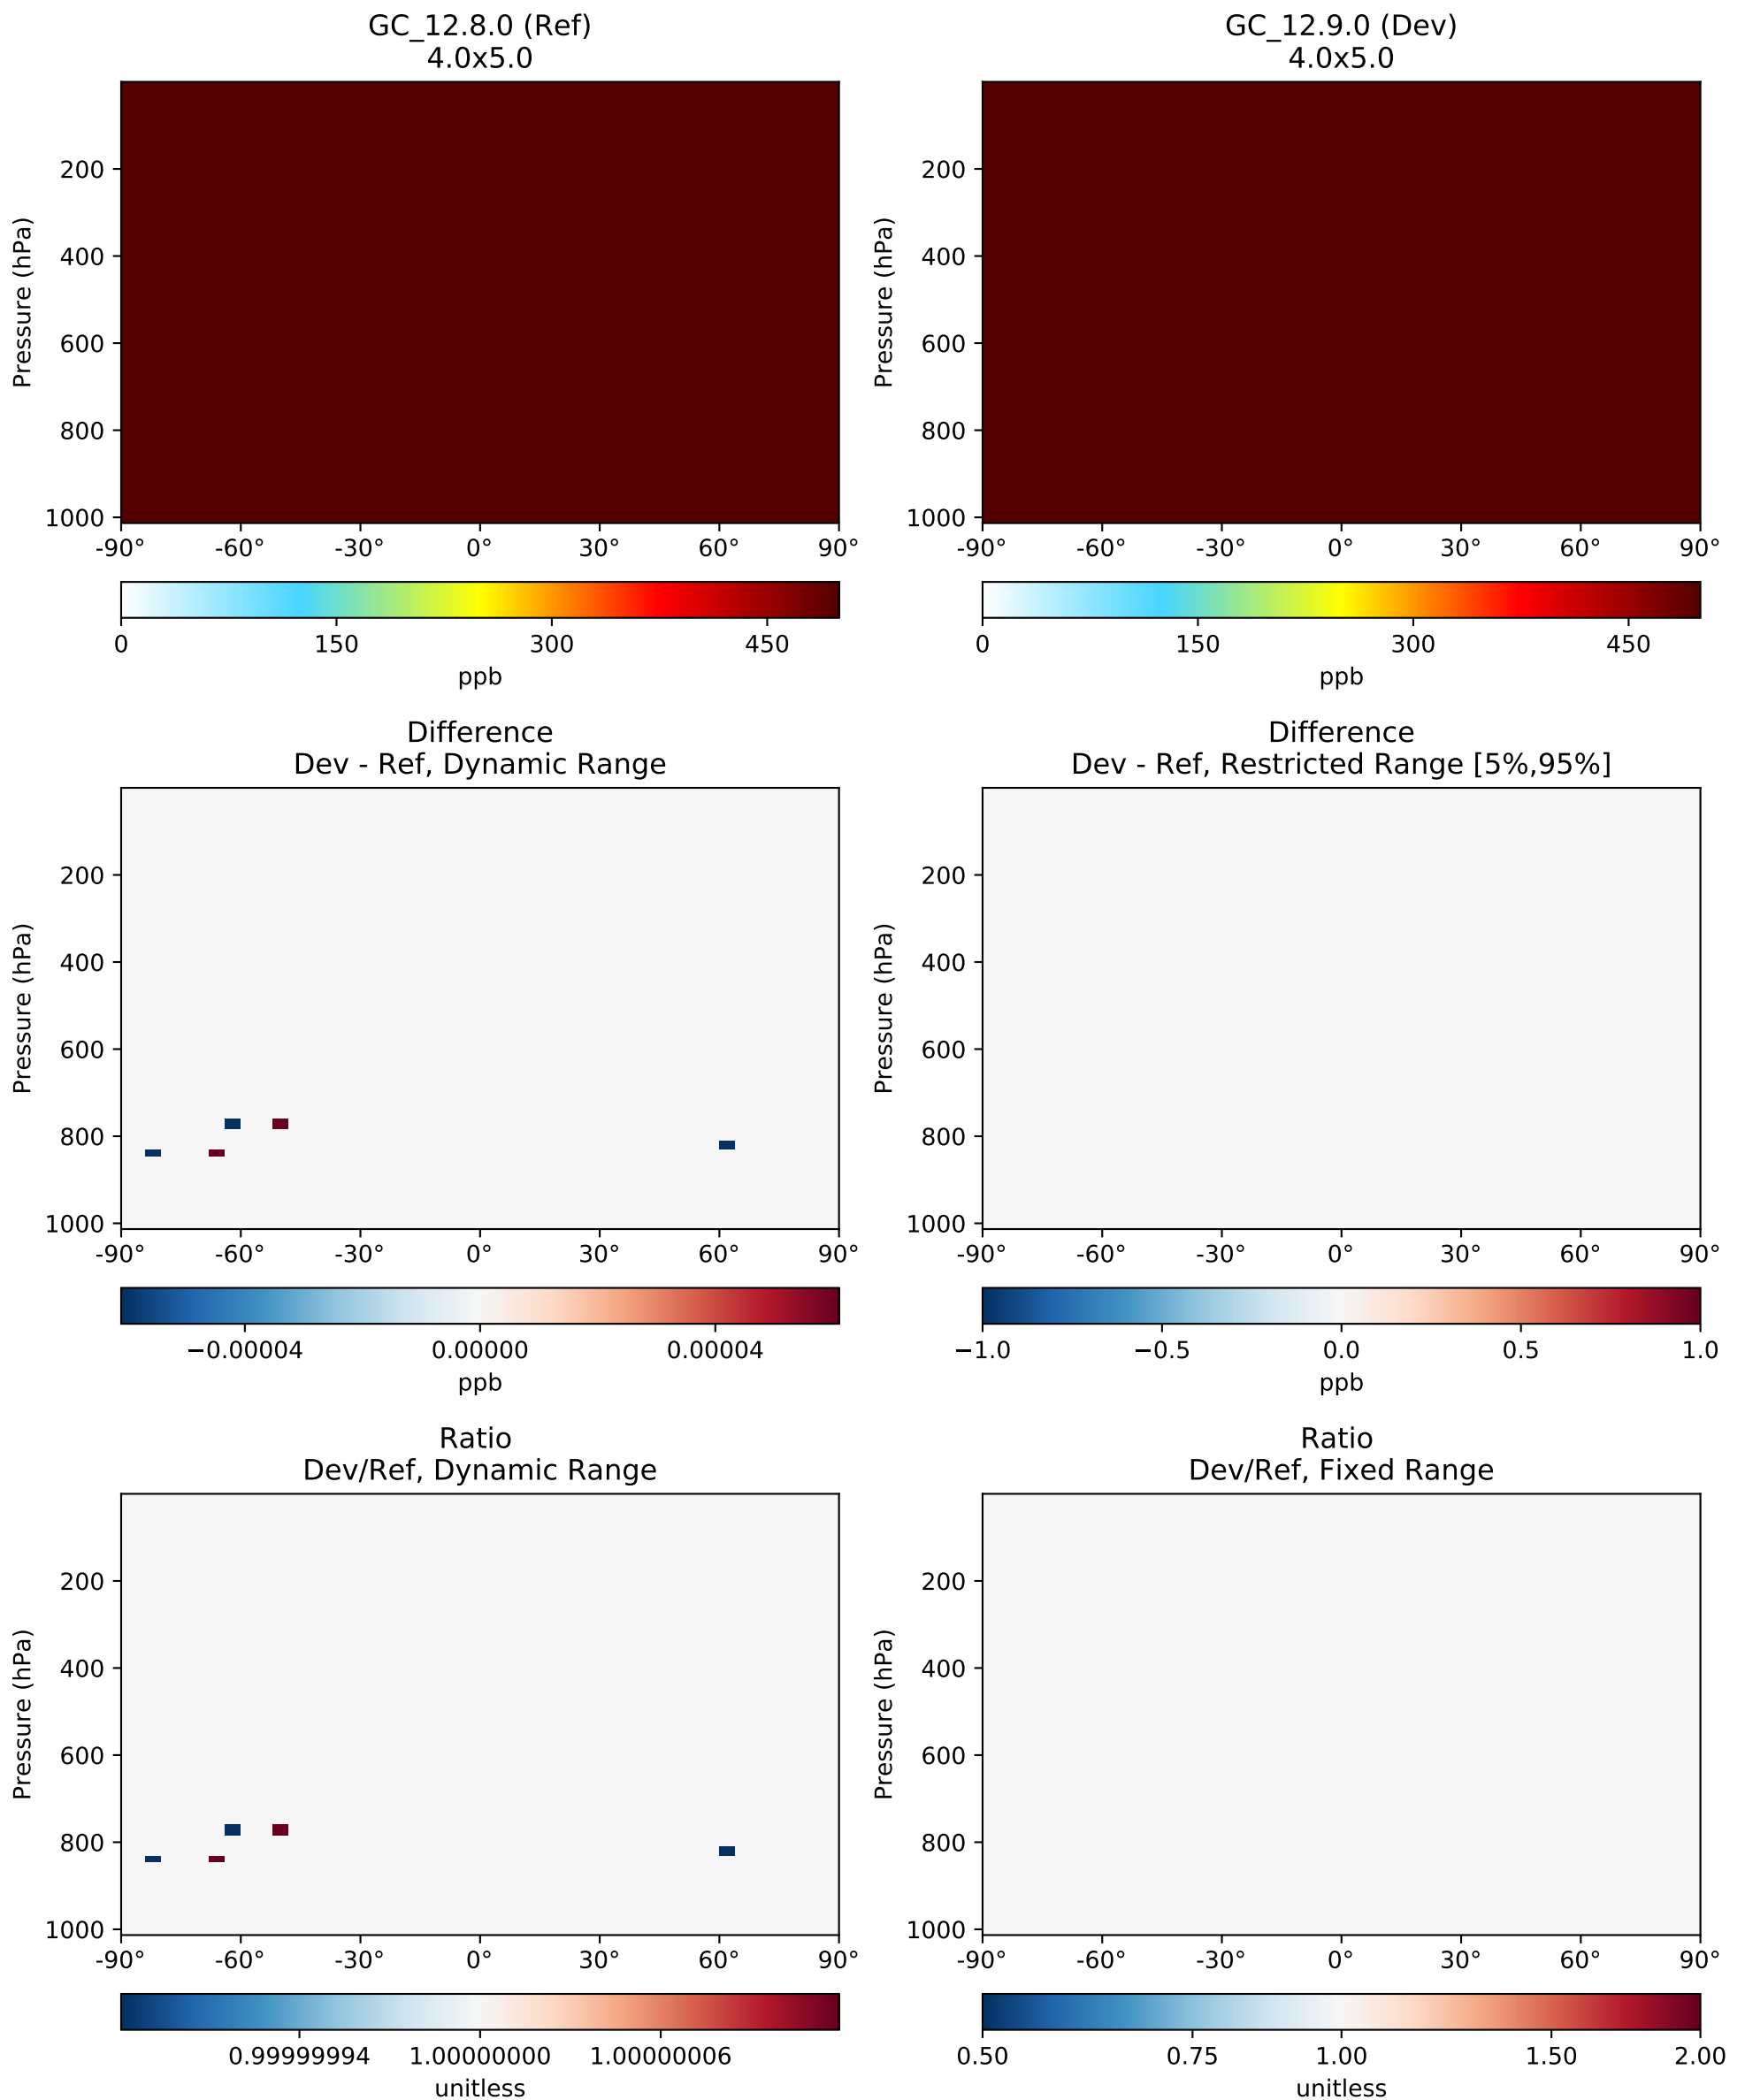 GC_12.8.0 (Ref)
4.0x5.0
Pressure (hPa)
200
400
600
800
1000
-90° -60° -30° 0° 30° 60° 90°
0 150 300 450
ppb
GC_12.9.0 (Dev)
4.0x5.0
Pressure (hPa)
200
400
600
800
1000
-90° -60° -30° 0° 30° 60° 90°
0 150 300 450
ppb
Difference
Dev - Ref, Dynamic Range
Pressure (hPa)
200
400
600
800
1000
-90° -60° -30° 0° 30° 60° 90°
−0.00004 0.00000 0.00004
ppb
Difference
Dev - Ref, Restricted Range [5%,95%]
Pressure (hPa)
200
400
600
800
1000
-90° -60° -30° 0° 30° 60° 90°
−1.0 −0.5 0.0 0.5 1.0
ppb
Ratio
Dev/Ref, Dynamic Range
Pressure (hPa)
200
400
600
800
1000
-90° -60° -30° 0° 30° 60° 90°
0.99999994 1.00000000 1.00000006
unitless
Ratio
Dev/Ref, Fixed Range
Pressure (hPa)
200
400
600
800
1000
-90° -60° -30° 0° 30° 60° 90°
0.50 0.75 1.00 1.50 2.00
unitless